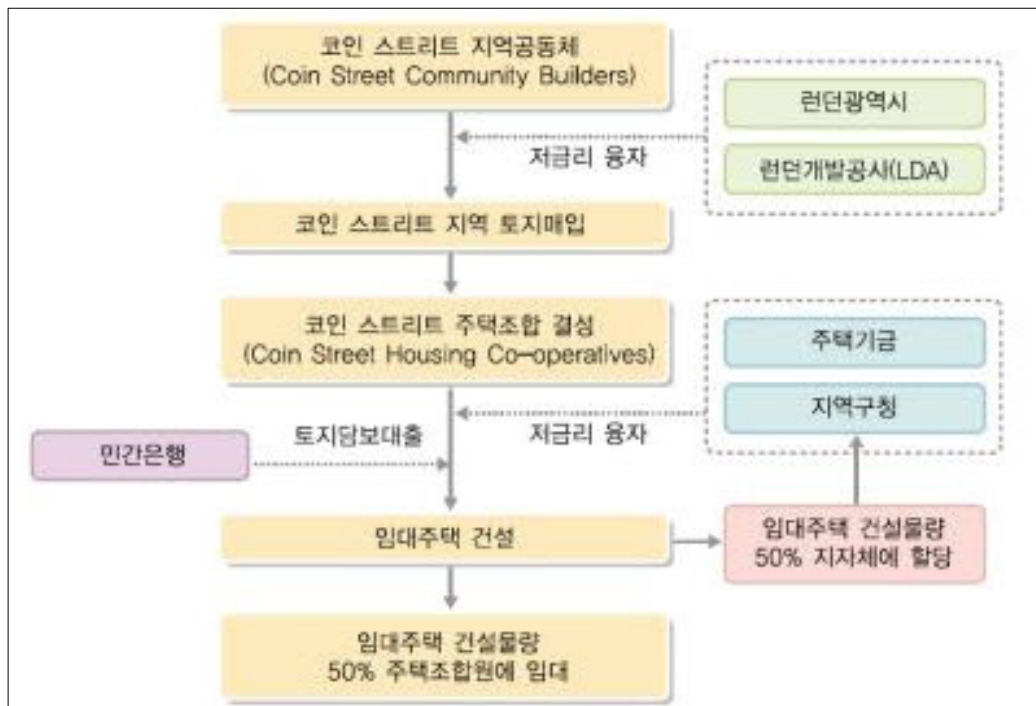 코인 스트리트 지역공동체
(Coin Street Community Builders)
런던광역시
저금리 융자
런던개발공사(LDA)
코인 스트리트 지역 토지매입
코인 스트리트 주택조합 결성
(Coin Street Housing Co-operatives)
주택기금
지역구청
토지담보대출
저금리 융자
민간은행
임대주택 건설
임대주택 건설물량
50% 지자체에 할당
임대주택 건설물량
50% 주택조합원에 임대